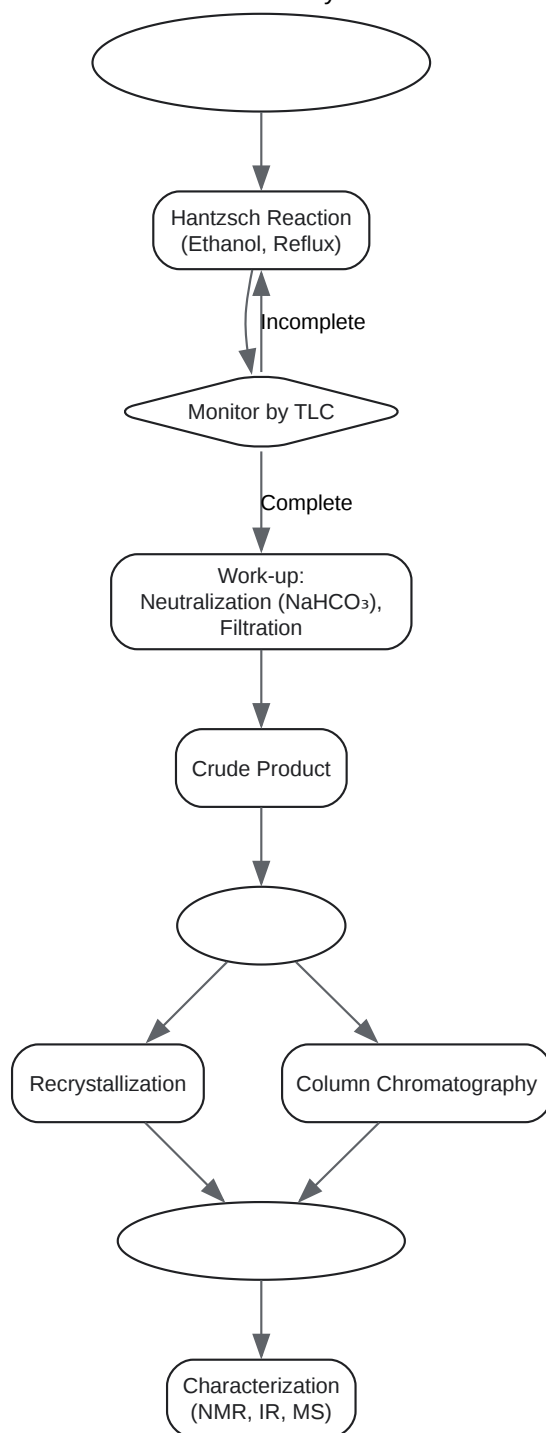 Hantzsch Reaction
(Ethanol, Reflux)
Incomplete
Monitor by TLC
Complete
Work-up:
Neutralization (NaHCO₃),
Filtration
Crude Product
Recrystallization
Column Chromatography
Characterization
(NMR, IR, MS)